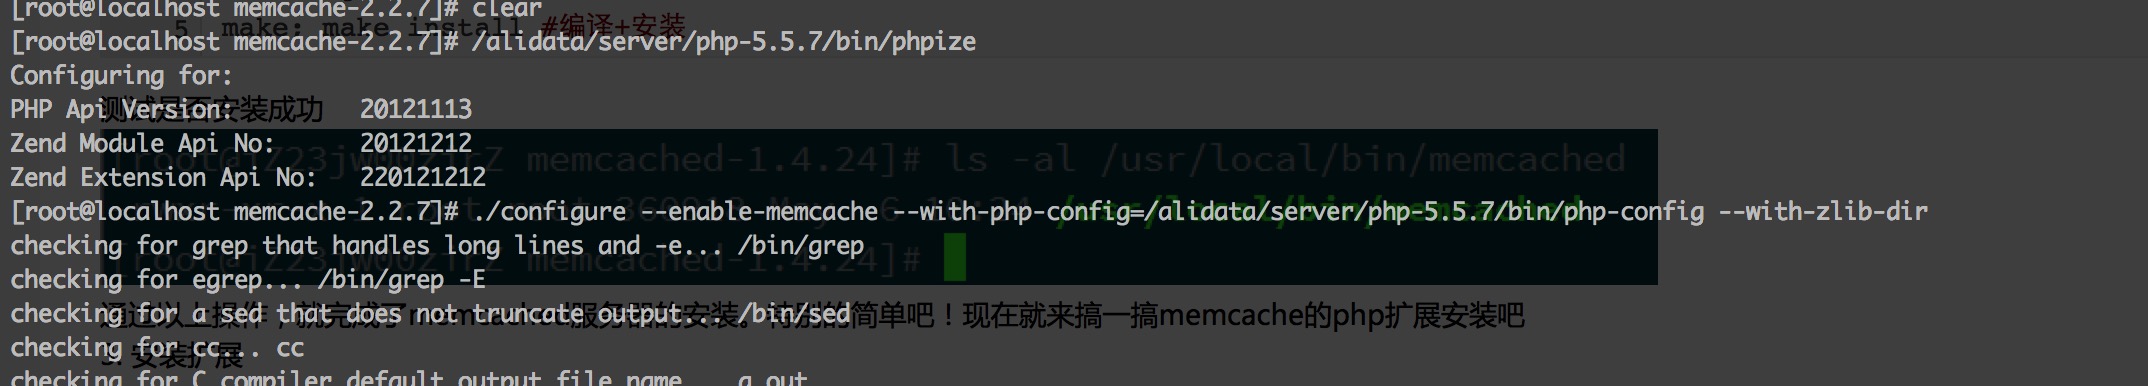 [root@localhost memcache-2.2.7]# clear
5 make; make install #编译+安装
[root@localhost memcache-2.2.7]# /alidata/server/php-5.5.7/bin/phpize
Configuring for:
测试是否安装成功
PHP Api Version: 20121113
Zend Module Api No: 20121212
memcached-1.4.24]# ls -al /usr/local/bin/memcached
Zend Extension Api No: 220121212
[root@localhost memcache-2.2.7]# ./configure --enable-memcache --with-php-config=/alidata/server/php-5.5.7/bin/php-config --with-zlib-dir
checking for grep that handles long lines and -e... /bin/grep
memcached-1.4.24]#
checking for egrep... /bin/grep -E
checking for a sed that does not truncate output... /bin/sed
通过以上操作，就完成了memcached服务器的安装。特别的简单吧！现在就来搞一搞memcache的php扩展安装吧
checking for cc... cc
3. 安装扩展
checking for C compiler default output file name... a.out